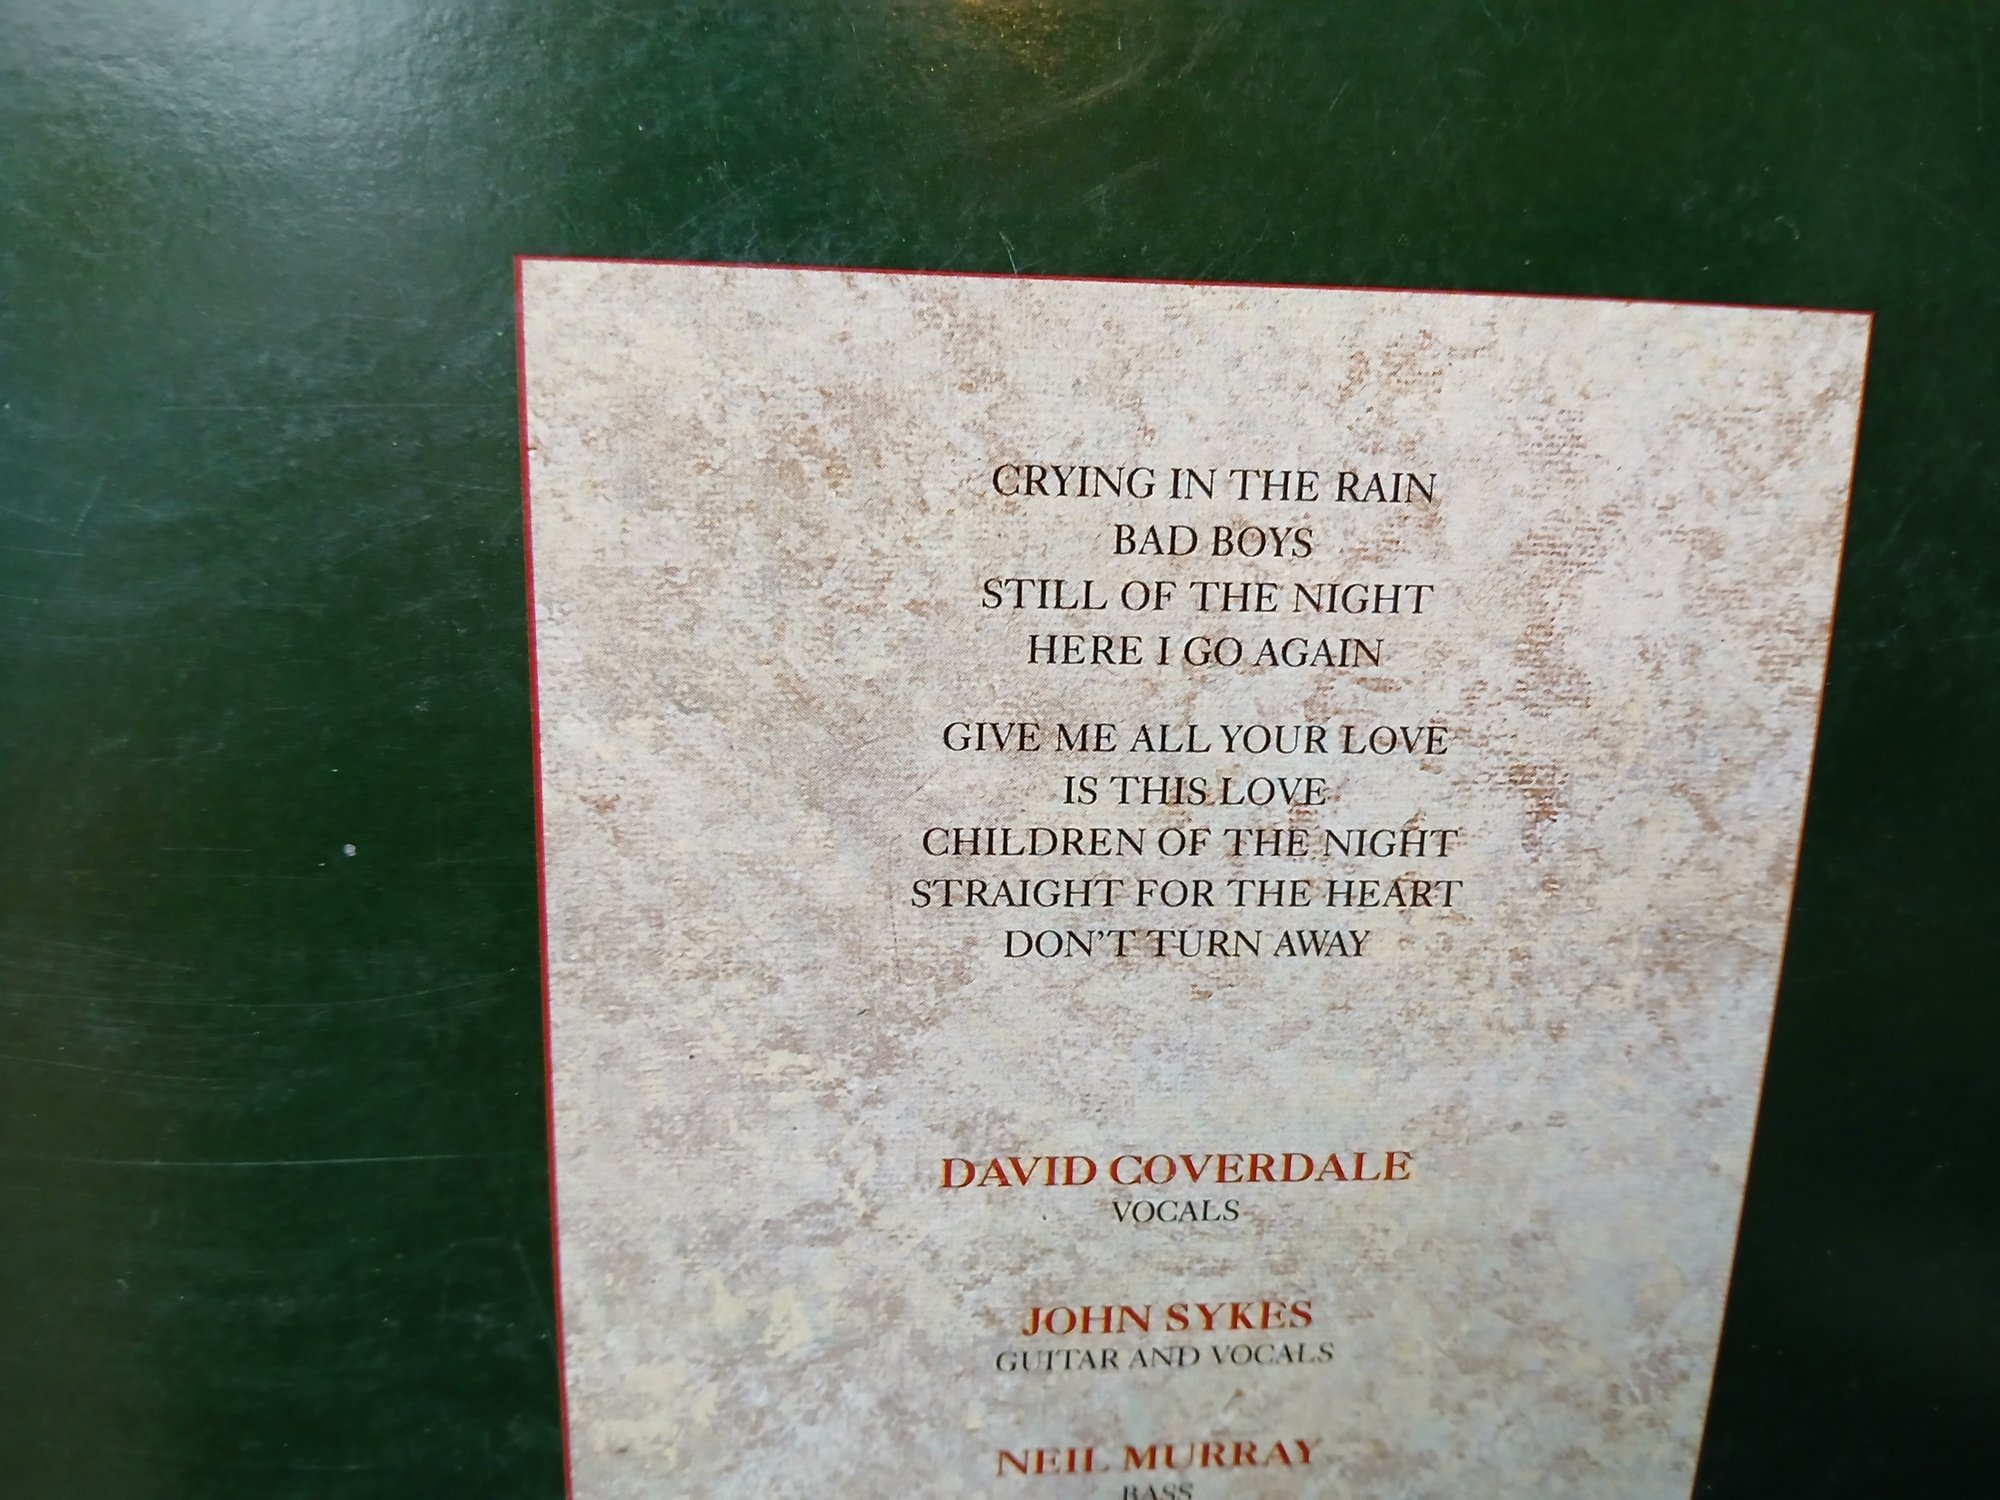 CRYING IN THE RAIN
BAD BOYS
STILL OF THE NIGHT
HERE I GO AGAIN
GIVE ME ALL YOUR LOVE
IS THIS LOVE
CHILDREN OF THE NIGHT
STRAIGHT FOR THE HEART
DON'T TURN AWAY
DAVID COVERDALE
VOCALS
JOHN SYKES
GUITAR AND VOCALS
NEIL MURRAY
BASS